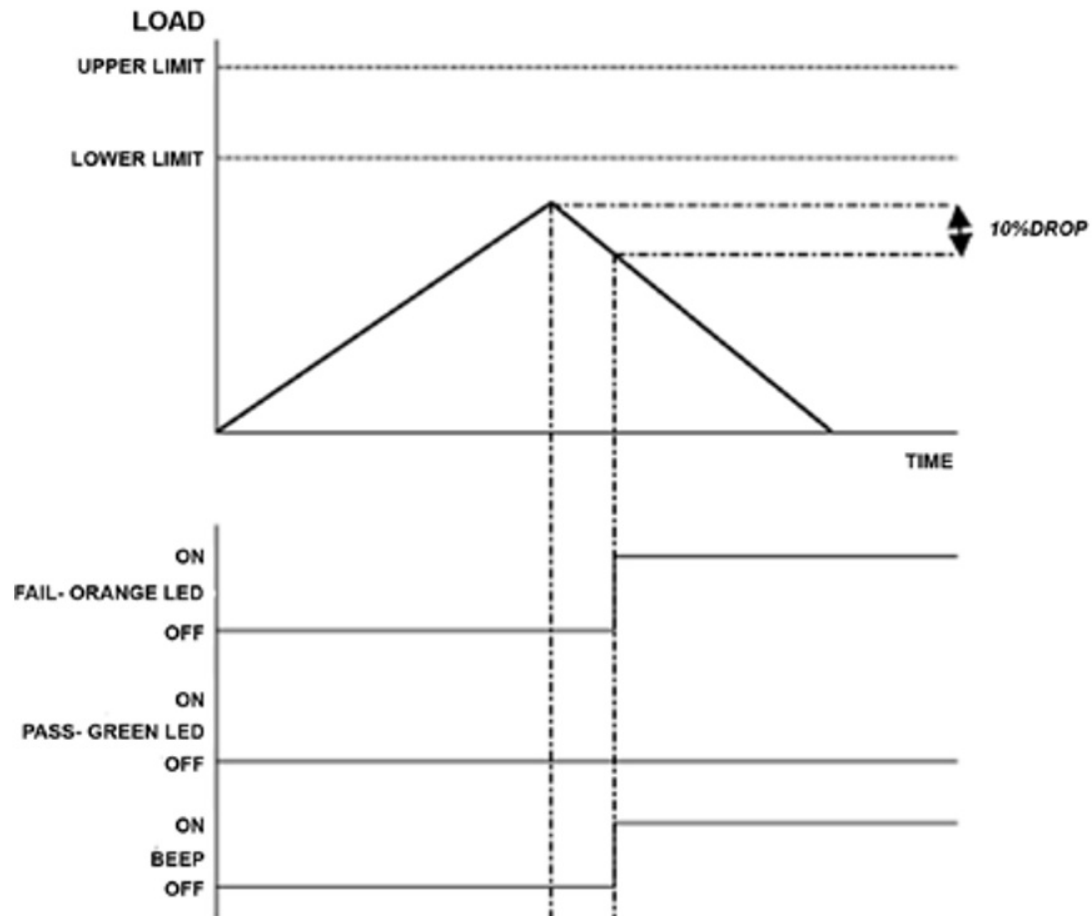 LOAD
UPPER LIMIT
LOWER LIMIT
10%DROP
TIME
ON
FAIL- ORANGE LED
OFF
ON
PASS- GREEN LED
OFF
ON
BEEP
OFF